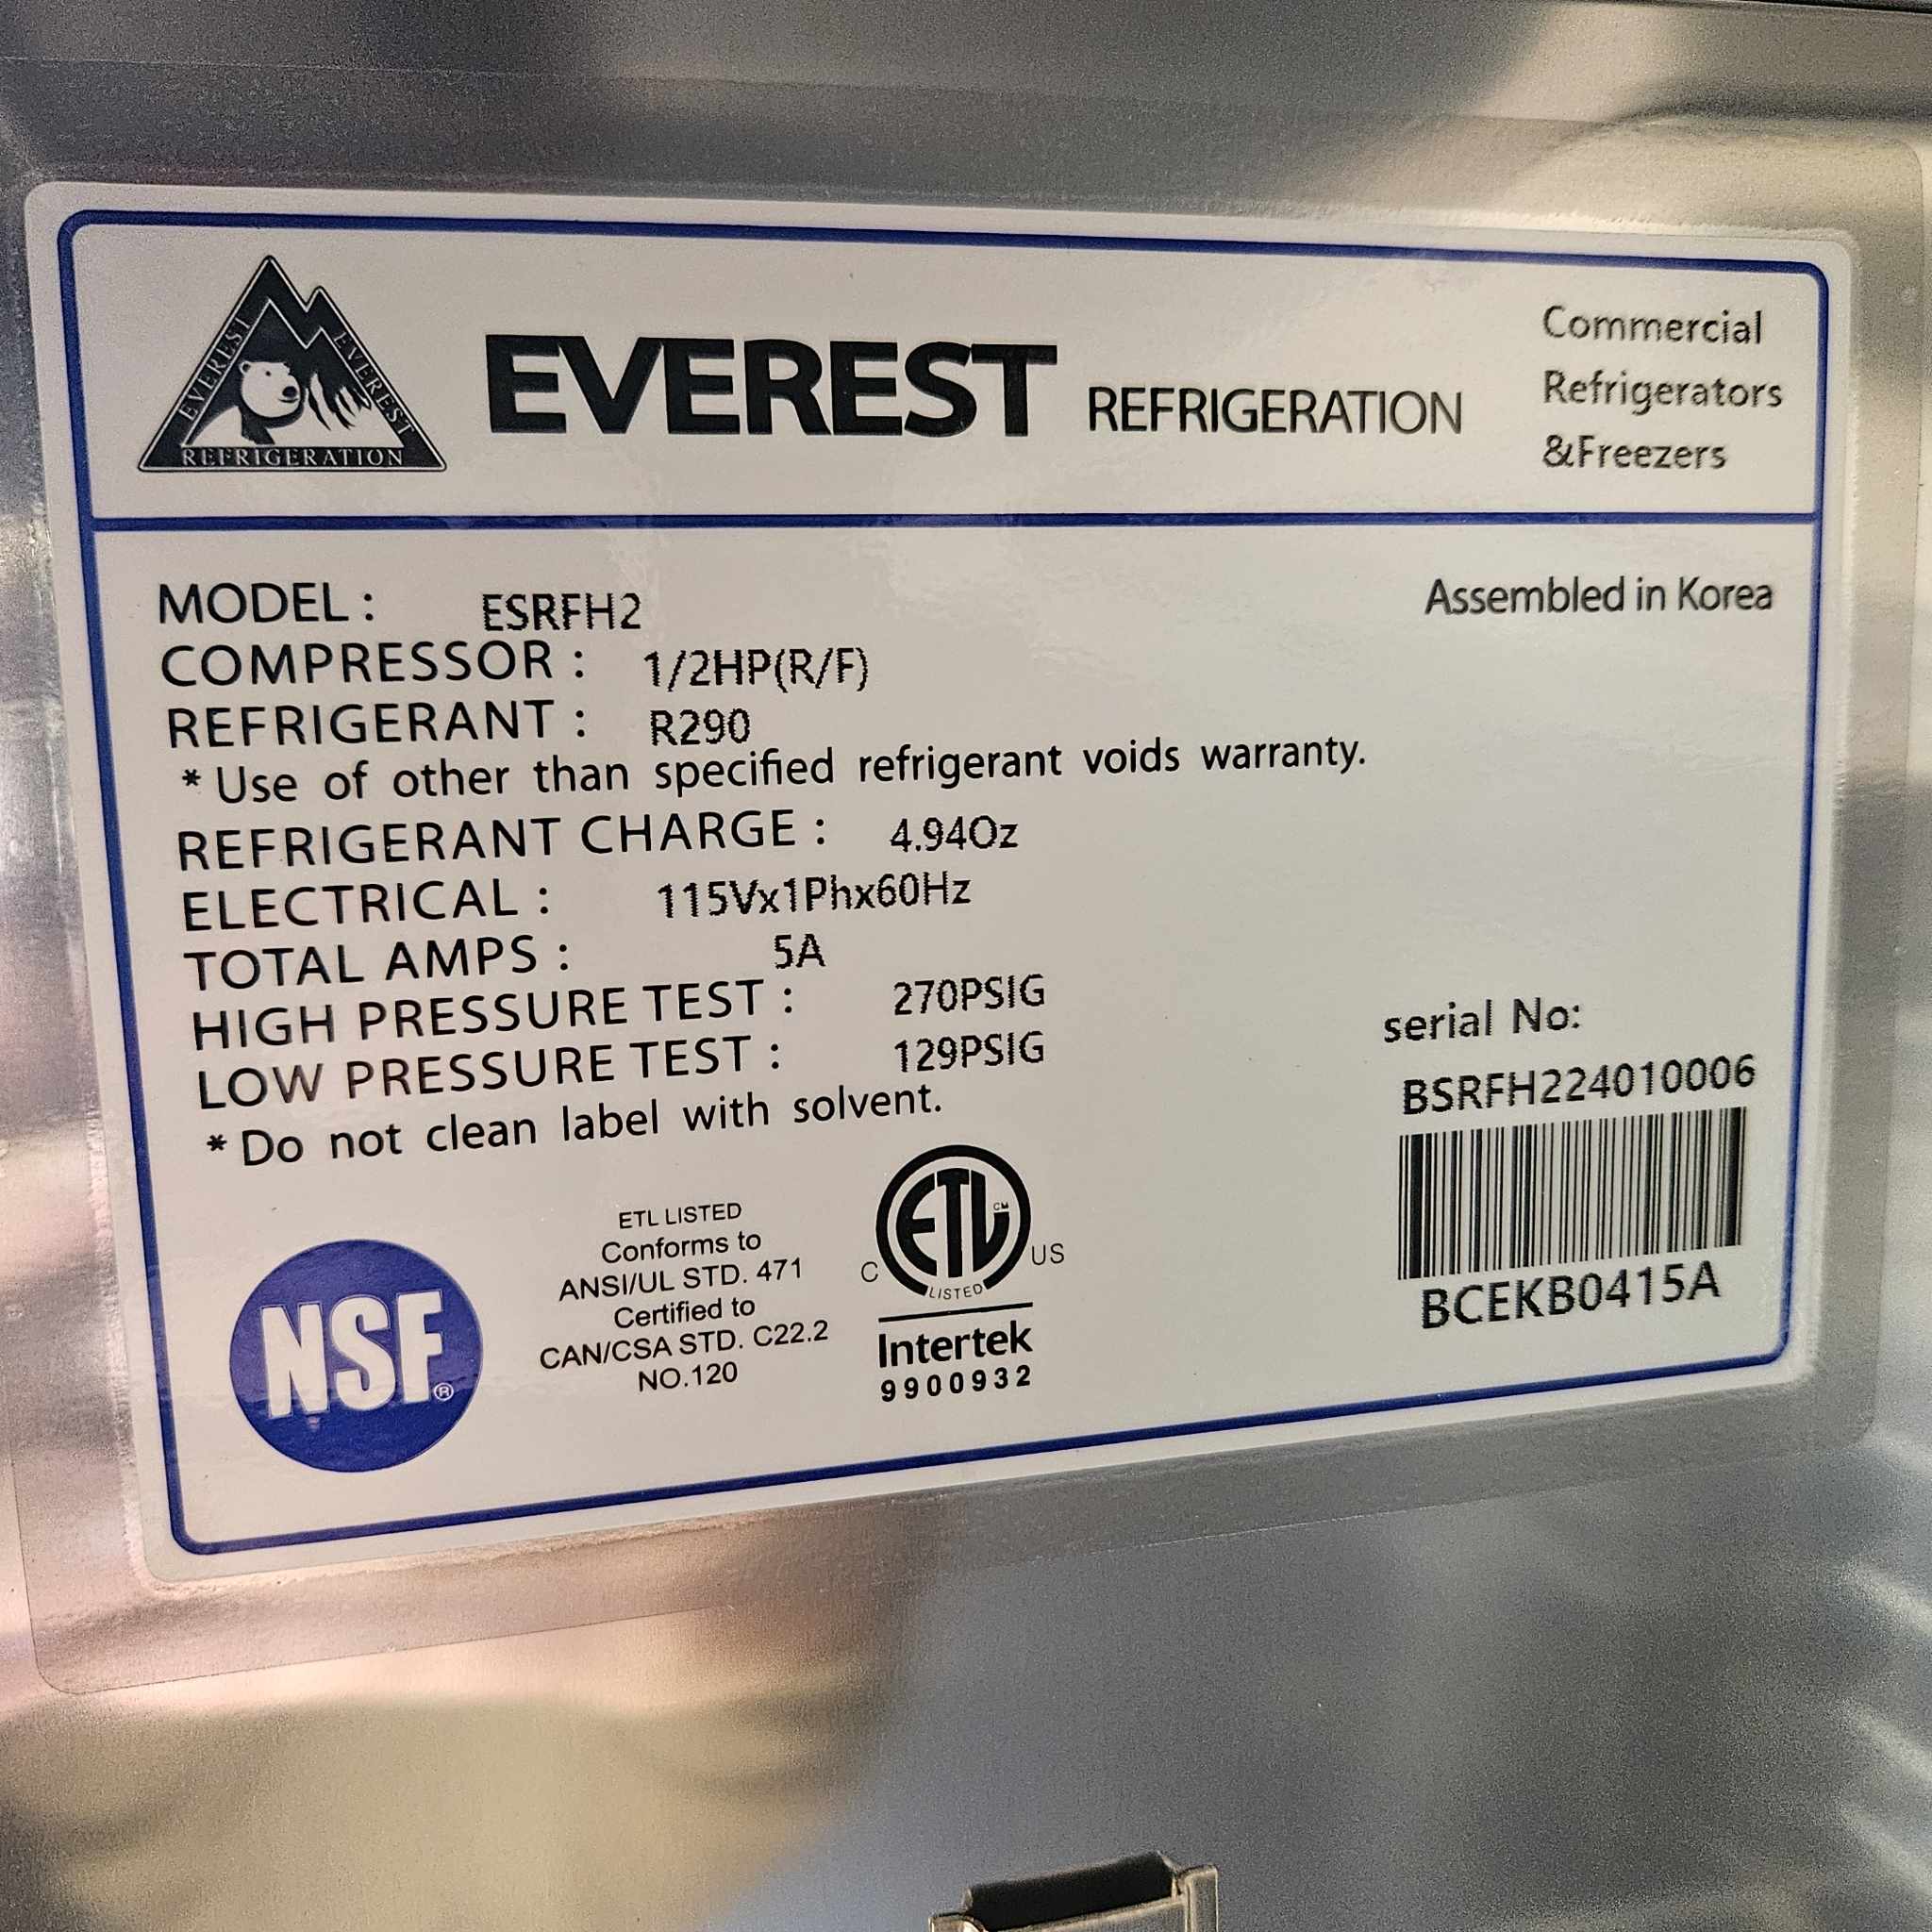 EVEREST EVEREST
REFRIGERATION
EVEREST REFRIGERATION
Commercial
Refrigerators
&Freezers
MODEL : ESRFH2
Assembled in Korea
COMPRESSOR : 1/2HP(R/F)
REFRIGERANT : R290
* Use of other than specified refrigerant voids warranty.
REFRIGERANT CHARGE : 4.94Oz
ELECTRICAL : 115Vx1Phx60Hz
TOTAL AMPS : 5A
HIGH PRESSURE TEST : 270PSIG
LOW PRESSURE TEST : 129PSIG
* Do not clean label with solvent.
serial No:
BSRFH224010006
BCEKB0415A
NSF®
ETL LISTED
Conforms to
ANSI/UL STD. 471
Certified to
CAN/CSA STD. C22.2
NO.120
ETL CM
C US
LISTED
Intertek
9900932